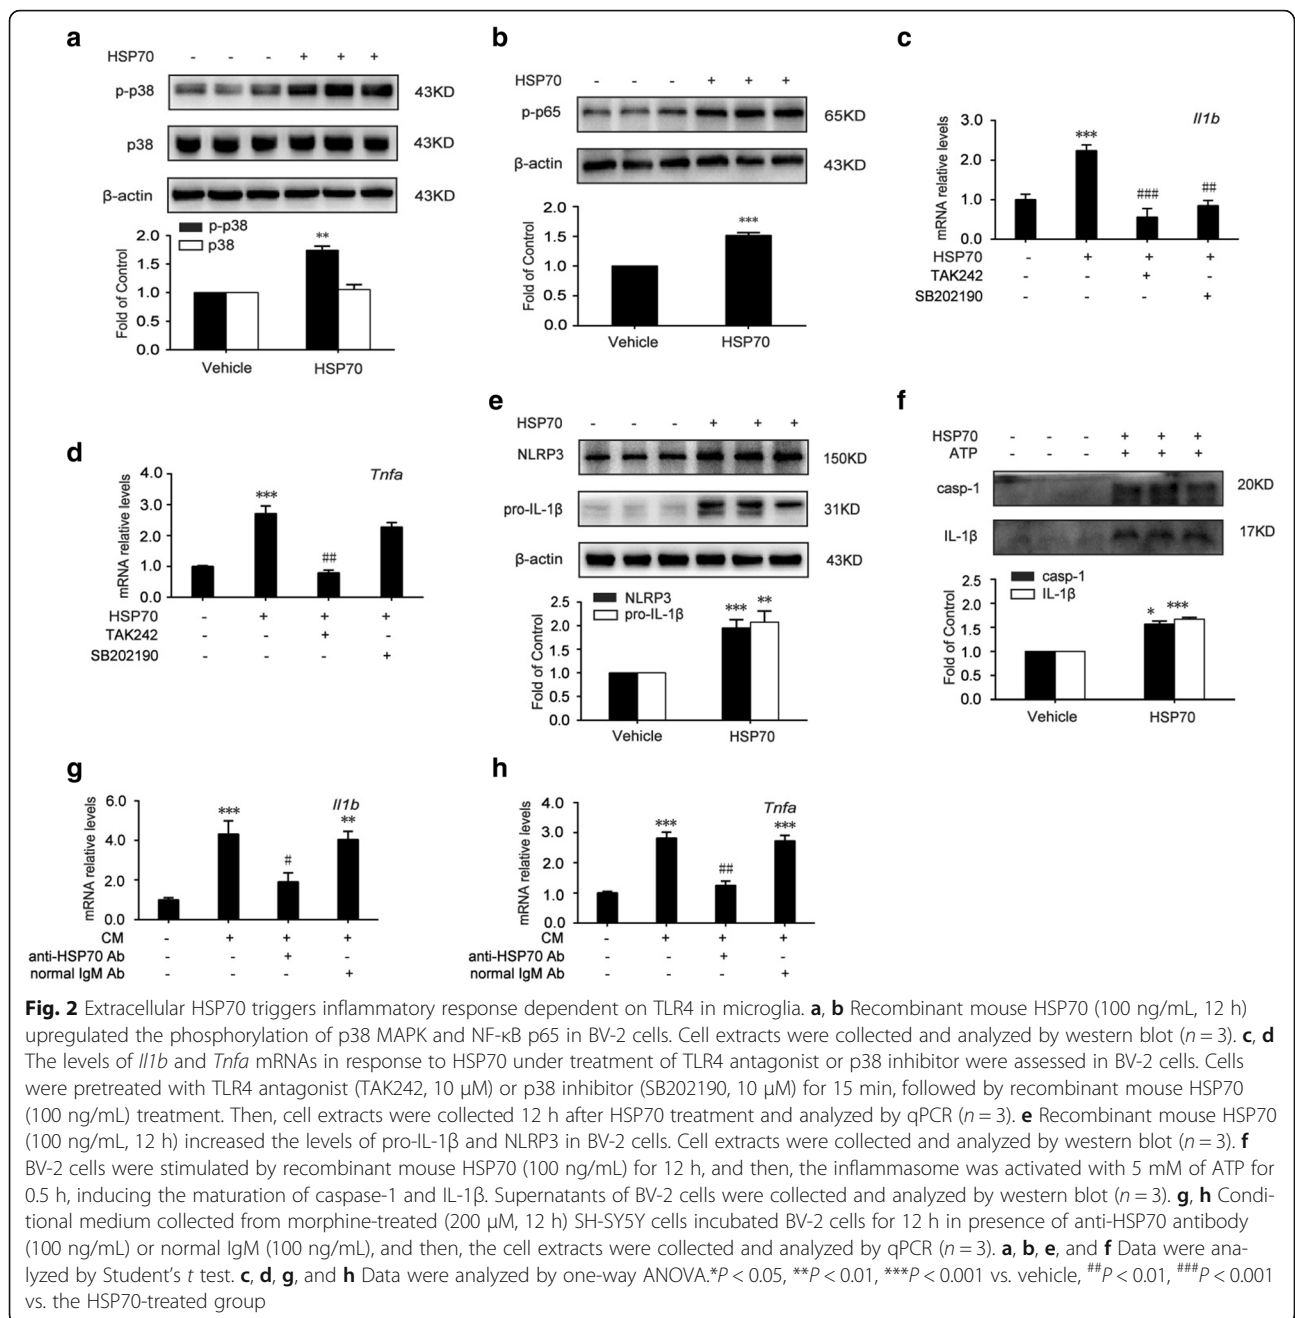 a
HSP70 - - - + + +
p-p38 43KD
p38 43KD
β-actin 43KD
p-p38
p38
Fold of Control
2.0
1.5
1.0
0.5
0.0
**
Vehicle HSP70
b
HSP70 - - - + + +
p-p65 65KD
β-actin 43KD
Fold of Control
2.0
1.5
1.0
0.5
0.0
***
Vehicle HSP70
c
Il1b
mRNA relative levels
3.0
2.0
1.0
0.0
*** ### ##
HSP70 - + + +
TAK242 - - + -
SB202190 - - - +
d
Tnfa
mRNA relative levels
4.0
3.0
2.0
1.0
0.0
*** ##
HSP70 - + + +
TAK242 - - + -
SB202190 - - - +
e
HSP70 - - - + + +
NLRP3 150KD
pro-IL-1β 31KD
β-actin 43KD
NLRP3
pro-IL-1β
Fold of Control
2.5
2.0
1.5
1.0
0.5
0.0
*** **
Vehicle HSP70
f
HSP70 - - - + + +
ATP - - - + + +
casp-1 20KD
IL-1β 17KD
casp-1
IL-1β
Fold of Control
2.5
2.0
1.5
1.0
0.5
0.0
* ***
Vehicle HSP70
g
Il1b
mRNA relative levels
6.0
4.0
2.0
0.0
*** # **
CM - + + +
anti-HSP70 Ab - - + -
normal IgM Ab - - - +
h
Tnfa
mRNA relative levels
4.0
3.0
2.0
1.0
0.0
*** ## ***
CM - + + +
anti-HSP70 Ab - - + -
normal IgM Ab - - - +
Fig. 2 Extracellular HSP70 triggers inflammatory response dependent on TLR4 in microglia. a, b Recombinant mouse HSP70 (100 ng/mL, 12 h)
upregulated the phosphorylation of p38 MAPK and NF-κB p65 in BV-2 cells. Cell extracts were collected and analyzed by western blot (n = 3). c, d
The levels of Il1b and Tnfa mRNAs in response to HSP70 under treatment of TLR4 antagonist or p38 inhibitor were assessed in BV-2 cells. Cells
were pretreated with TLR4 antagonist (TAK242, 10 μM) or p38 inhibitor (SB202190, 10 μM) for 15 min, followed by recombinant mouse HSP70
(100 ng/mL) treatment. Then, cell extracts were collected 12 h after HSP70 treatment and analyzed by qPCR (n = 3). e Recombinant mouse HSP70
(100 ng/mL, 12 h) increased the levels of pro-IL-1β and NLRP3 in BV-2 cells. Cell extracts were collected and analyzed by western blot (n = 3). f
BV-2 cells were stimulated by recombinant mouse HSP70 (100 ng/mL) for 12 h, and then, the inflammasome was activated with 5 mM of ATP for
0.5 h, inducing the maturation of caspase-1 and IL-1β. Supernatants of BV-2 cells were collected and analyzed by western blot (n = 3). g, h Condi-
tional medium collected from morphine-treated (200 μM, 12 h) SH-SY5Y cells incubated BV-2 cells for 12 h in presence of anti-HSP70 antibody
(100 ng/mL) or normal IgM (100 ng/mL), and then, the cell extracts were collected and analyzed by qPCR (n = 3). a, b, e, and f Data were ana-
lyzed by Student's t test. c, d, g, and h Data were analyzed by one-way ANOVA.*P < 0.05, **P < 0.01, ***P < 0.001 vs. vehicle, ##P < 0.01, ###P < 0.001
vs. the HSP70-treated group